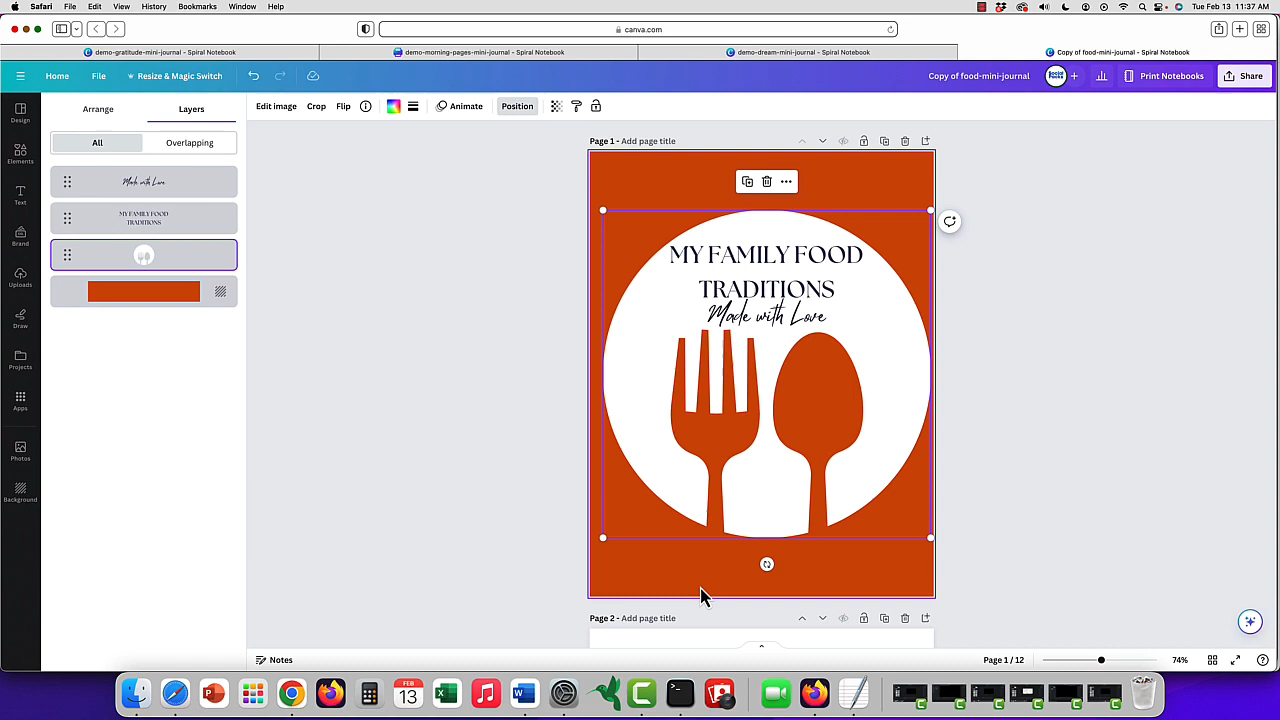 Safari File Edit View History Bookmarks Window Help Tue Feb 13 11:37 AM
canva.com
demo-gratitude-mini-journal - Spiral Notebook demo-morning-pages-mini-journal - Spiral Notebook demo-dream-mini-journal - Spiral Notebook Copy of food-mini-journal - Spiral Notebook
Home File Resize & Magic Switch Copy of food-mini-journal Print Notebooks Share
Arrange Layers Edit image Crop Flip Animate Position
All Overlapping
Made with Love
MY FAMILY FOOD
TRADITIONS
Design
Elements
Text
Brand
Uploads
Draw
Projects
Apps
Photos
Background
Page 1 - Add page title
MY FAMILY FOOD
TRADITIONS
Made with Love
Page 2 - Add page title
Notes Page 1 / 12 74%
FEB
13